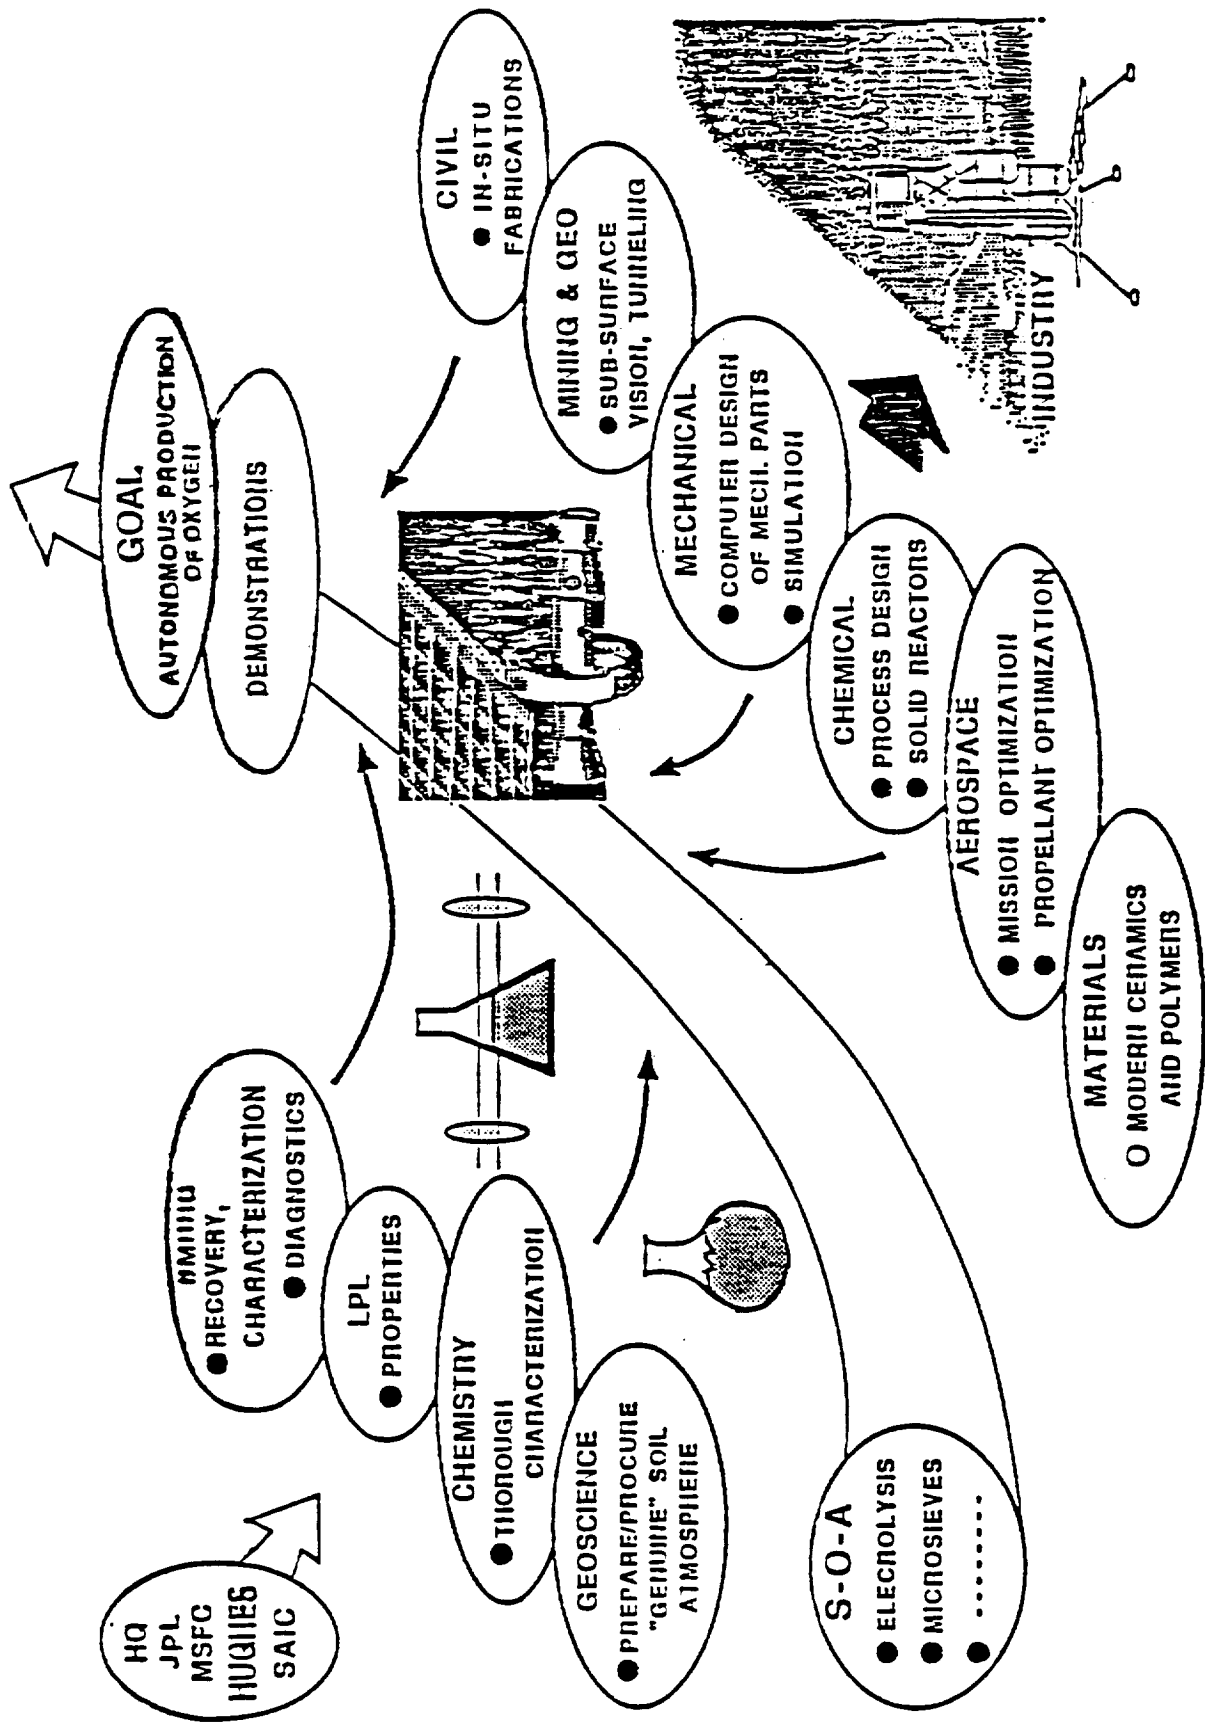 HQ
JPL
MSFC
HUGHES
SAIC
RECOVERY,
CHARACTERIZATION
● DIAGNOSTICS
LPL
● PROPERTIES
CHEMISTRY
● THOROUGH
CHARACTERIZATION
GEOSCIENCE
● PREPARE/PROCURE
"GENUINE" SOIL
ATMOSPHERE
S-O-A
● ELECROLYSIS
● MICROSIEVES
● ........
GOAL
AUTONOMOUS PRODUCTION
OF OXYGEN
DEMONSTRATIONS
CIVIL
● IN-SITU
FABRICATIONS
MINING & GEO
● SUB-SURFACE
VISION, TUNNELING
MECHANICAL
● COMPUTER DESIGN
OF MECH. PARTS
● SIMULATION
CHEMICAL
● PROCESS DESIGN
● SOLID REACTORS
AEROSPACE
● MISSION OPTIMIZATION
● PROPELLANT OPTIMIZATION
MATERIALS
O MODERN CERAMICS
AND POLYMERS
INDUSTRY